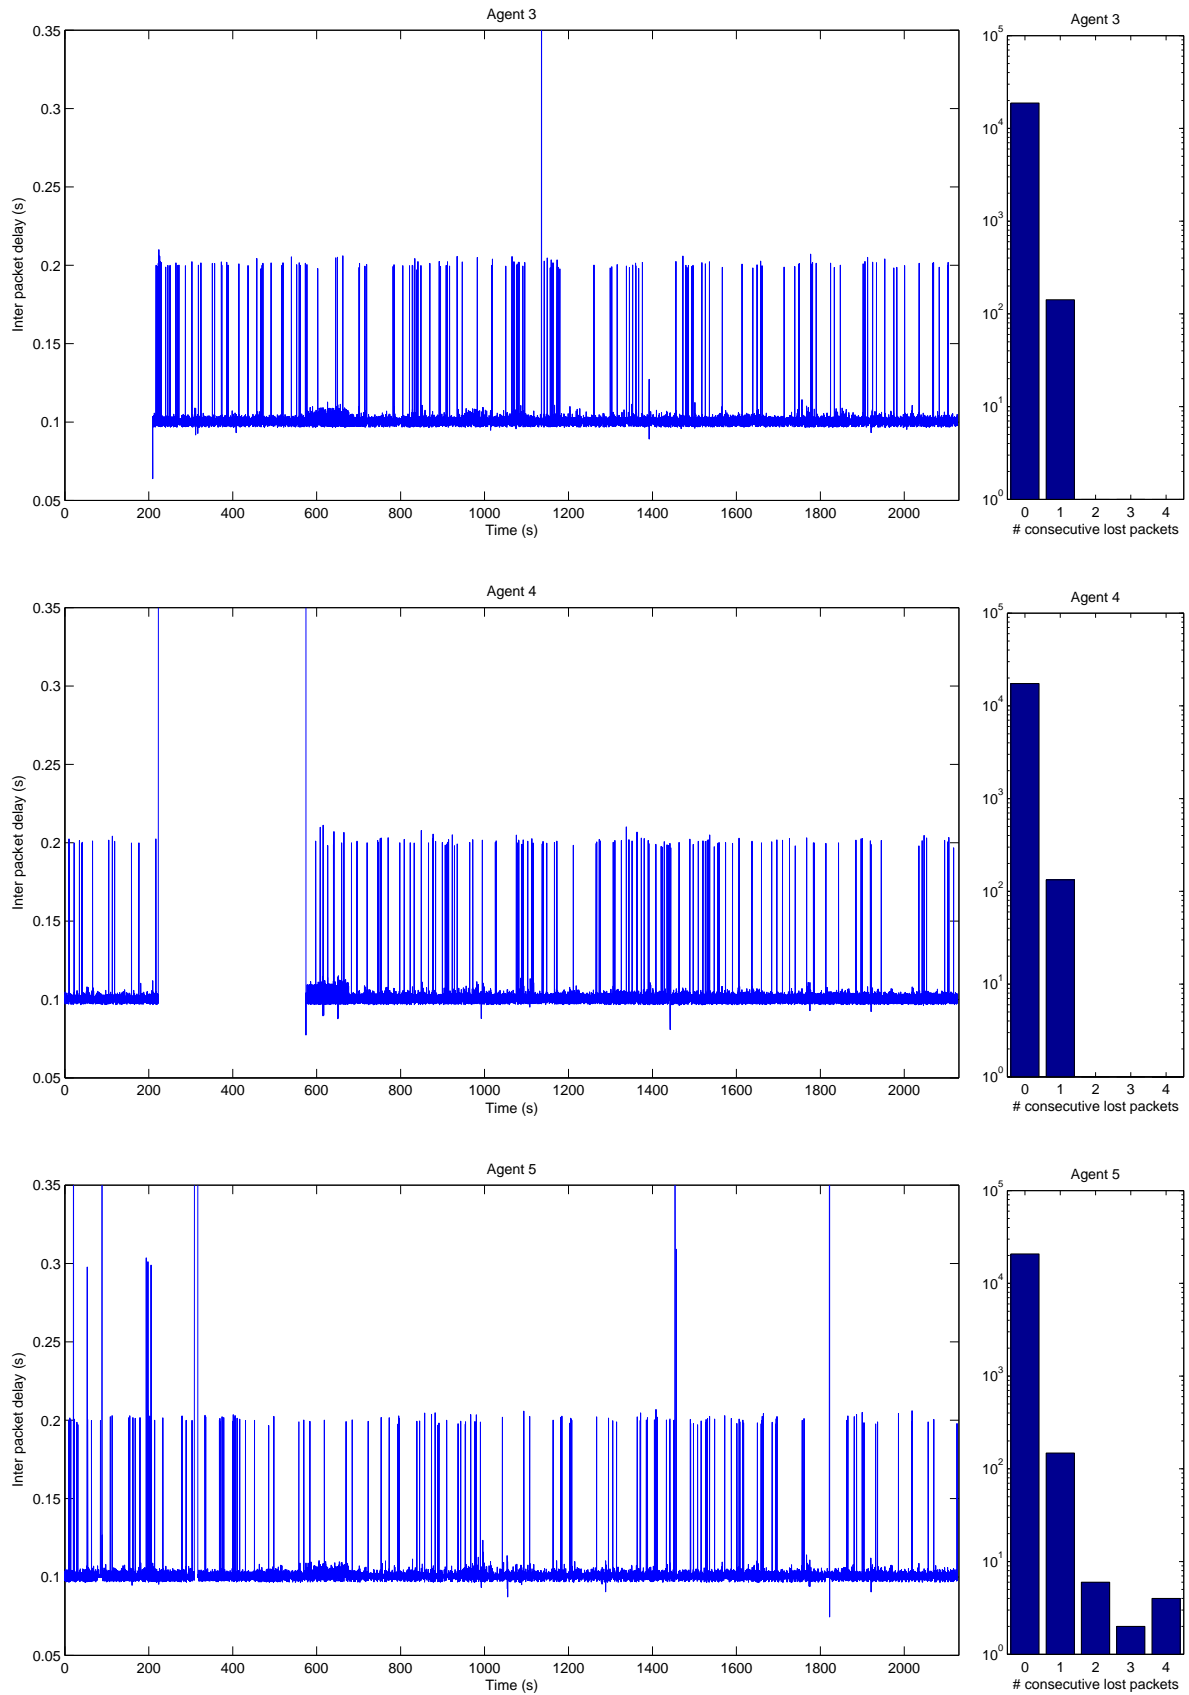 Agent 3
Agent 3
0.35
0.3
0.25
0.2
0.15
0.1
0.05
Inter packet delay (s)
0 200 400 600 800 1000 1200 1400 1600 1800 2000
Time (s)
10^5
10^4
10^3
10^2
10^1
10^0
0 1 2 3 4
# consecutive lost packets
Agent 4
Agent 4
0.35
0.3
0.25
0.2
0.15
0.1
0.05
Inter packet delay (s)
0 200 400 600 800 1000 1200 1400 1600 1800 2000
Time (s)
10^5
10^4
10^3
10^2
10^1
10^0
0 1 2 3 4
# consecutive lost packets
Agent 5
Agent 5
0.35
0.3
0.25
0.2
0.15
0.1
0.05
Inter packet delay (s)
0 200 400 600 800 1000 1200 1400 1600 1800 2000
Time (s)
10^5
10^4
10^3
10^2
10^1
10^0
0 1 2 3 4
# consecutive lost packets